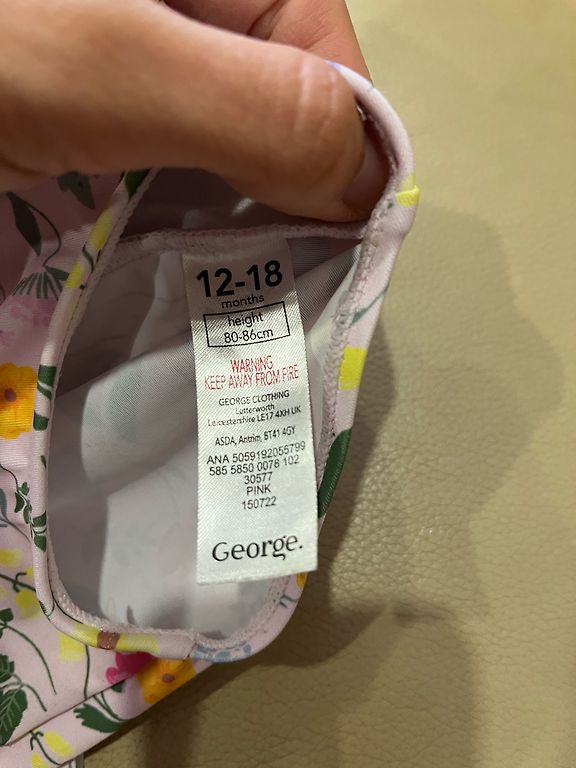 12-18
months
height
80-86cm
WARNING
KEEP AWAY FROM FIRE
GEORGE CLOTHING
Lutterworth
Leicestershire LE17 4XH UK
ASDA, Antrim, BT41 4GY
ANA 5059192055799
585 5850 0078 102
30577
PINK
150722
George.